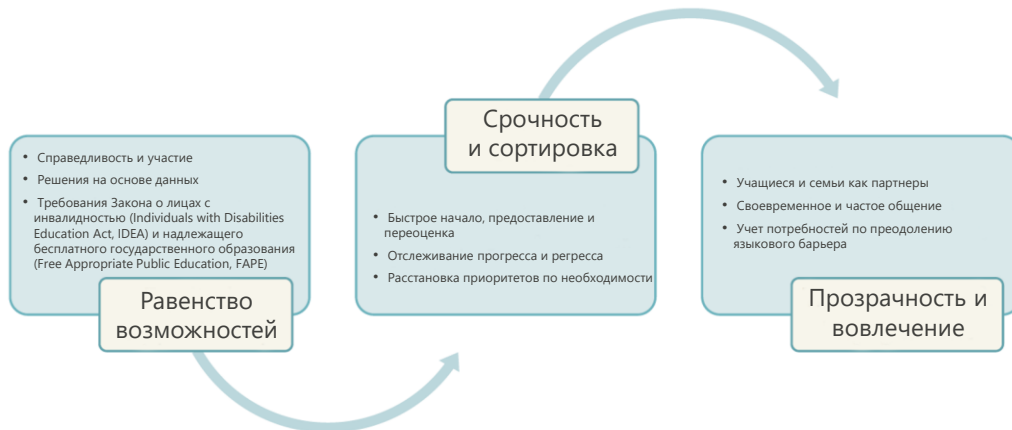 • Справедливость и участие
• Решения на основе данных
• Требования Закона о лицах с
инвалидностью (Individuals with Disabilities
Education Act, IDEA) и надлежащего
бесплатного государственного образования
(Free Appropriate Public Education, FAPE)
Равенство
возможностей
Срочность
и сортировка
• Быстрое начало, предоставление и
переоценка
• Отслеживание прогресса и регресса
• Расстановка приоритетов по необходимости
• Учащиеся и семьи как партнеры
• Своевременное и частое общение
• Учет потребностей по преодолению
языкового барьера
Прозрачность и
вовлечение